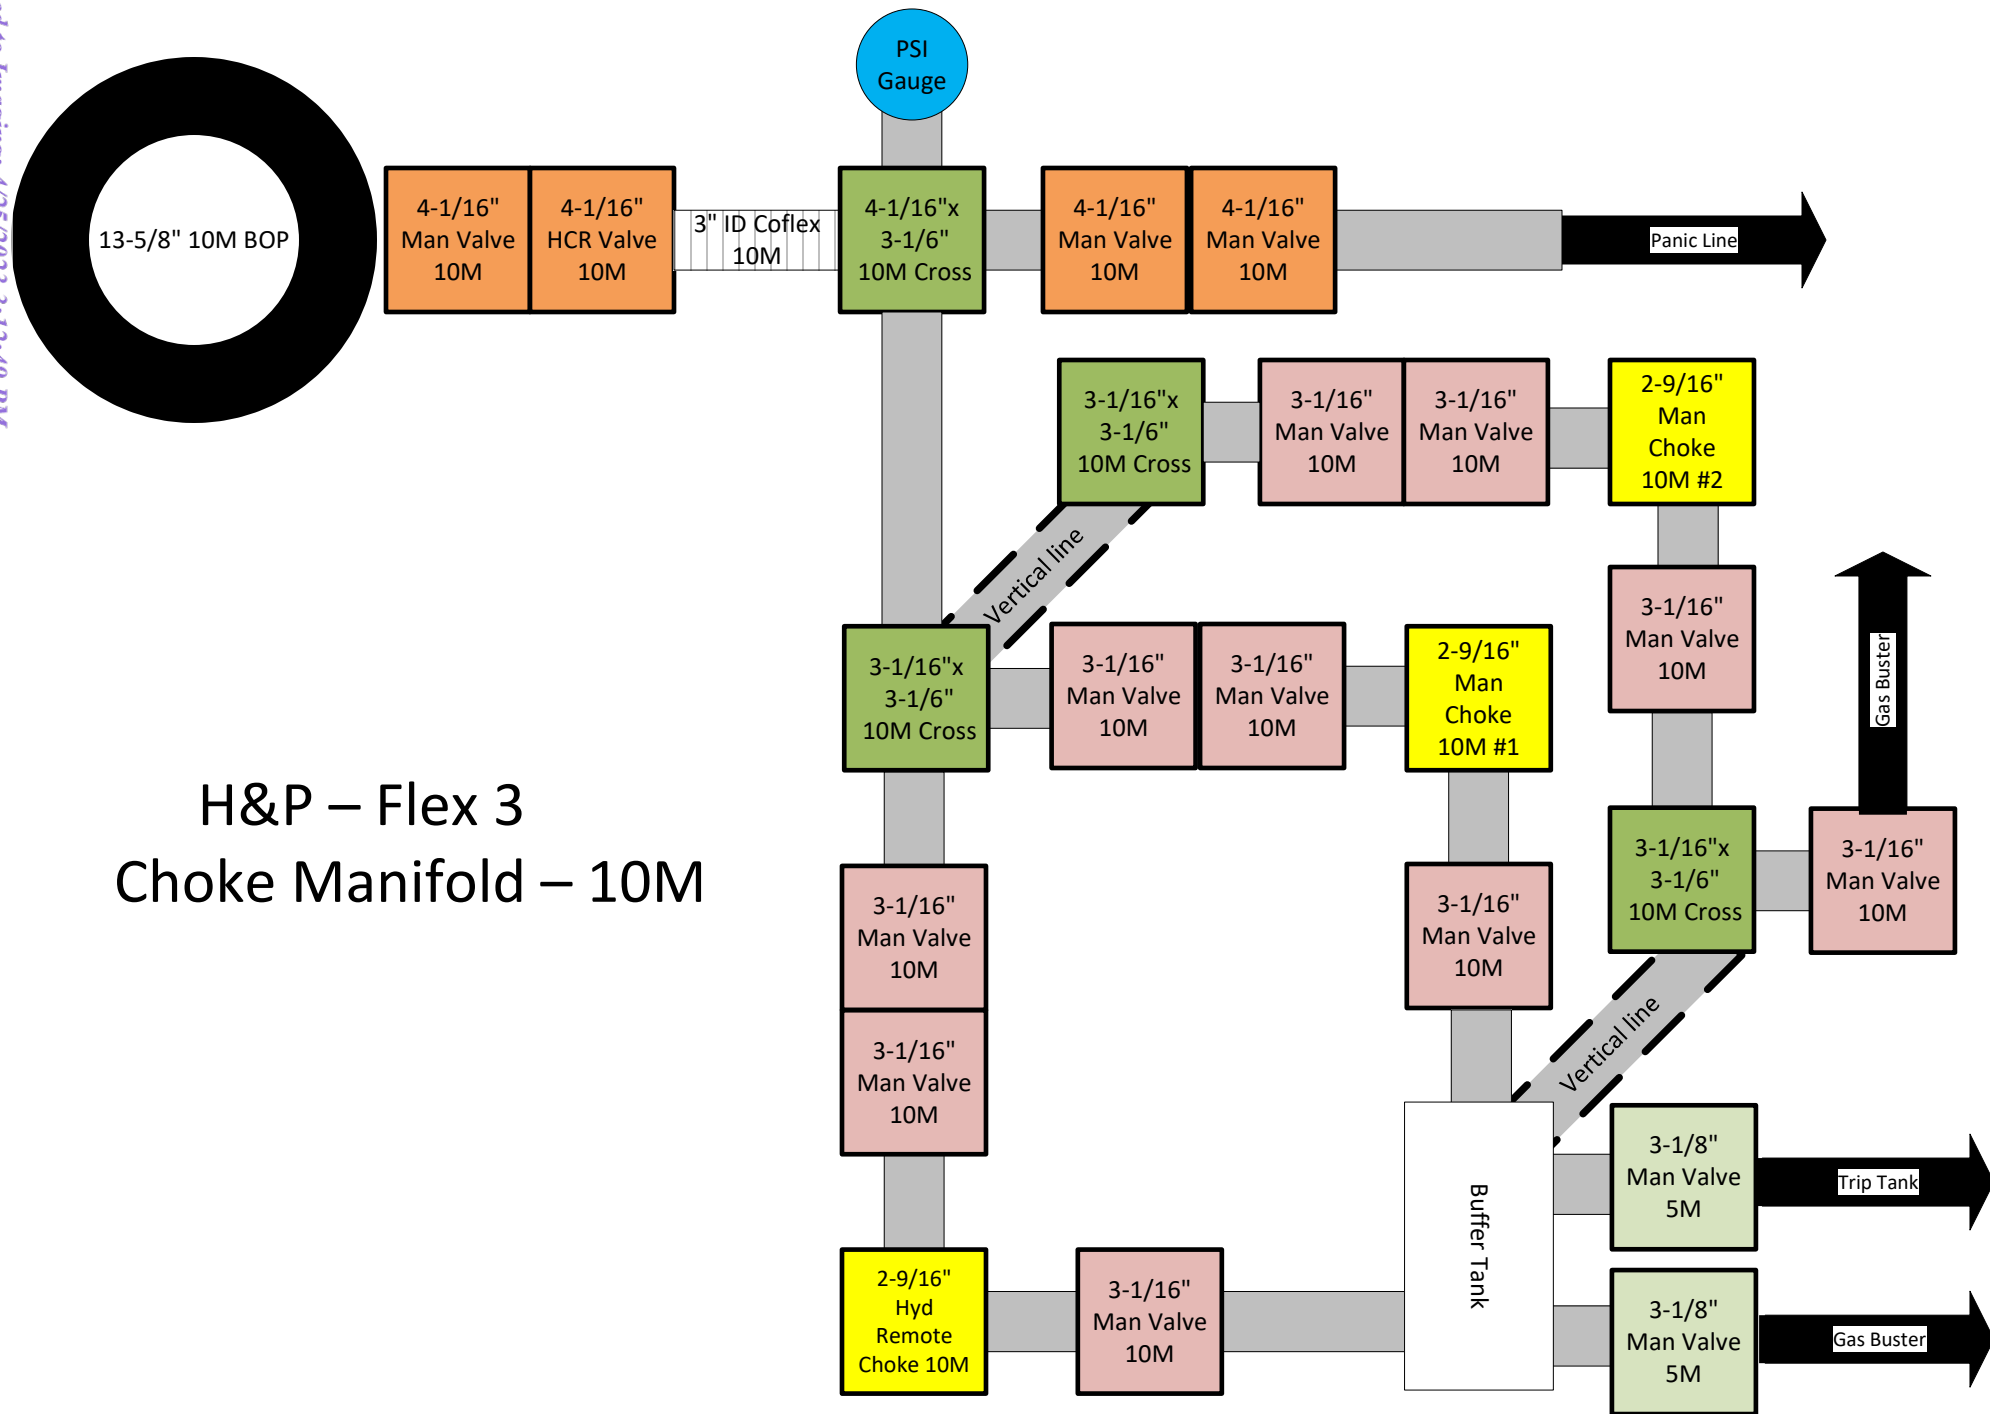 PSI
Gauge
13-5/8" 10M BOP
4-1/16"
Man Valve
10M
4-1/16"
HCR Valve
10M
3" ID Coflex
10M
4-1/16"x
3-1/6"
10M Cross
4-1/16"
Man Valve
10M
4-1/16"
Man Valve
10M
Panic Line
3-1/16"x
3-1/6"
10M Cross
3-1/16"
Man Valve
10M
3-1/16"
Man Valve
10M
2-9/16"
Man
Choke
10M #2
Vertical line
3-1/16"
Man Valve
10M
Gas Buster
3-1/16"x
3-1/6"
10M Cross
3-1/16"
Man Valve
10M
3-1/16"
Man Valve
10M
2-9/16"
Man
Choke
10M #1
H&P – Flex 3
Choke Manifold – 10M
3-1/16"x
3-1/6"
10M Cross
3-1/16"
Man Valve
10M
3-1/16"
Man Valve
10M
3-1/16"
Man Valve
10M
3-1/16"
Man Valve
10M
Vertical line
Buffer Tank
3-1/8"
Man Valve
5M
Trip Tank
2-9/16"
Hyd
Remote
Choke 10M
3-1/16"
Man Valve
10M
3-1/8"
Man Valve
5M
Gas Buster